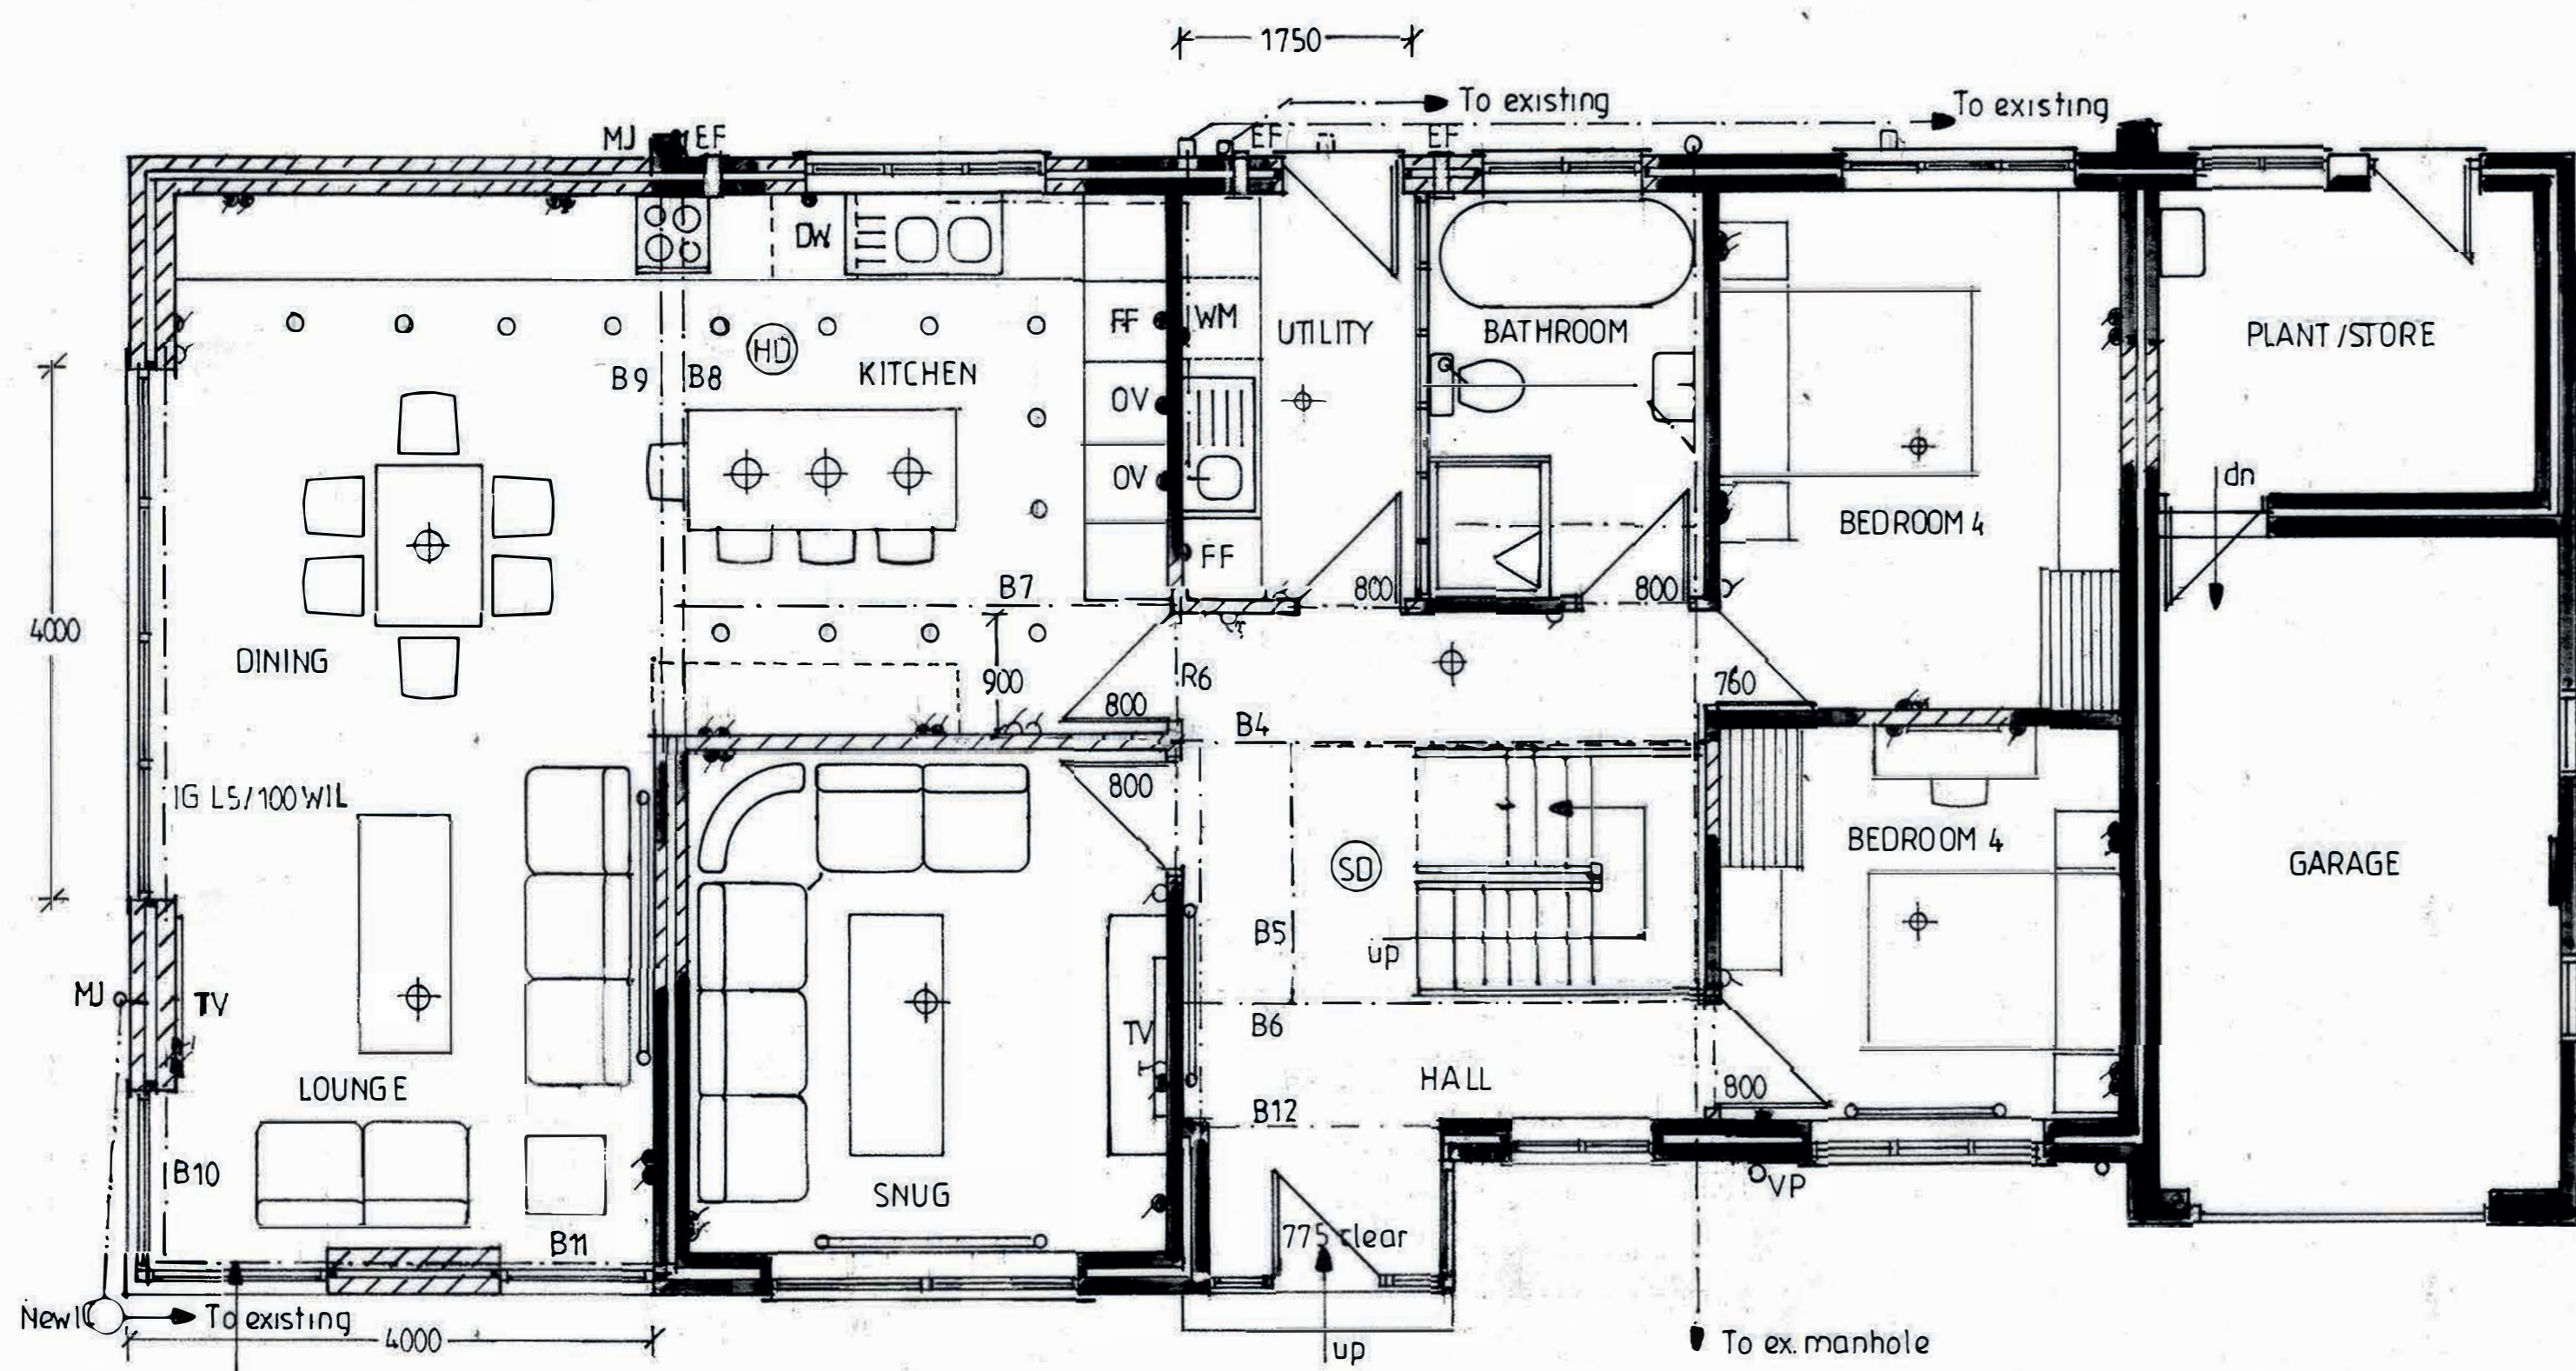 1750
To existing
To existing
MJ
EF
EF
EF
DW
FF
WM
UTILITY
BATHROOM
PLANT/STORE
HD
B9
B8
KITCHEN
OV
OV
dn
BEDROOM 4
FF
B7
800
800
4000
DINING
900
R6
760
800
B4
800
IG L5/100 WIL
BEDROOM 4
GARAGE
SD
B5
up
MJ
TV
TV
B6
LOUNGE
HALL
800
B12
B10
SNUG
VP
B11
775 clear
To existing
4000
up
To ex. manhole